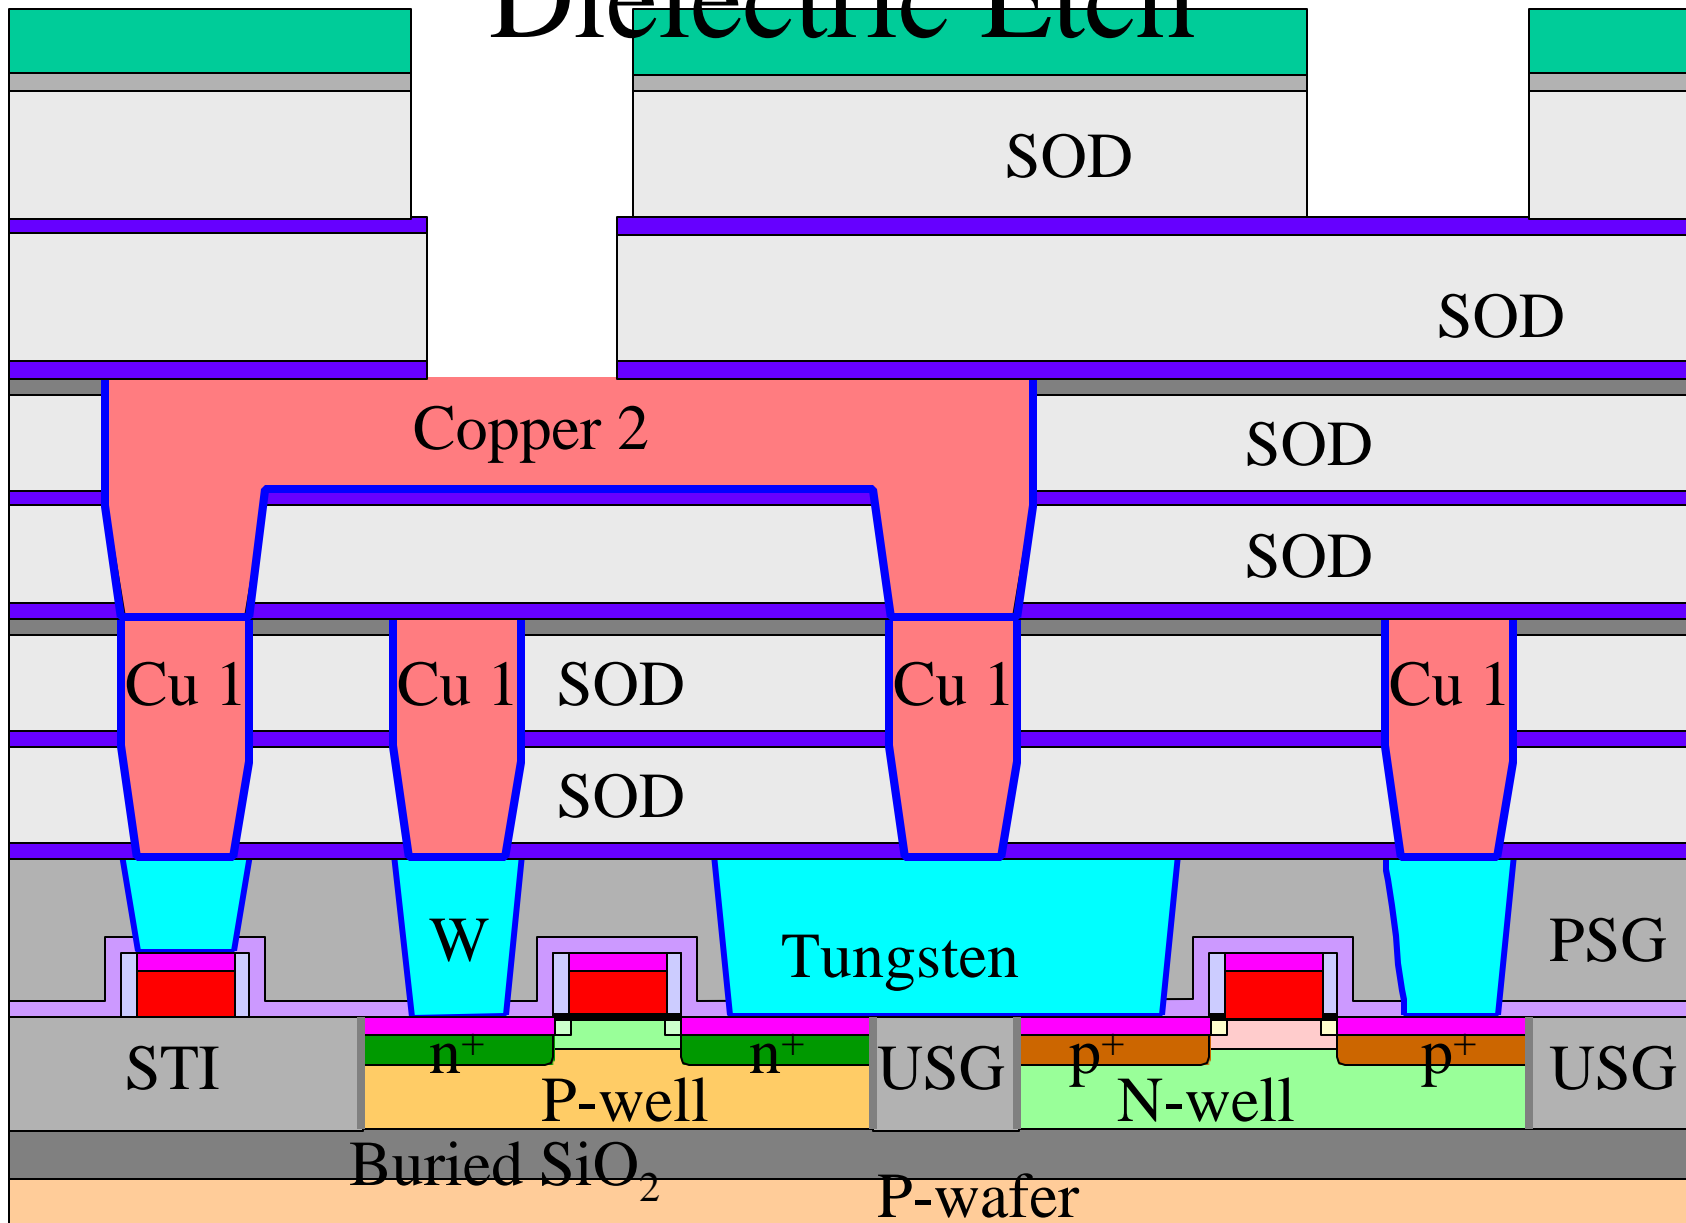 Dielectric Etch
SOD
SOD
Copper 2
SOD
SOD
Cu 1
Cu 1
SOD
Cu 1
Cu 1
SOD
W
Tungsten
PSG
STI
n+
n+
USG
p+
p+
USG
P-well
N-well
Buried SiO2
P-wafer